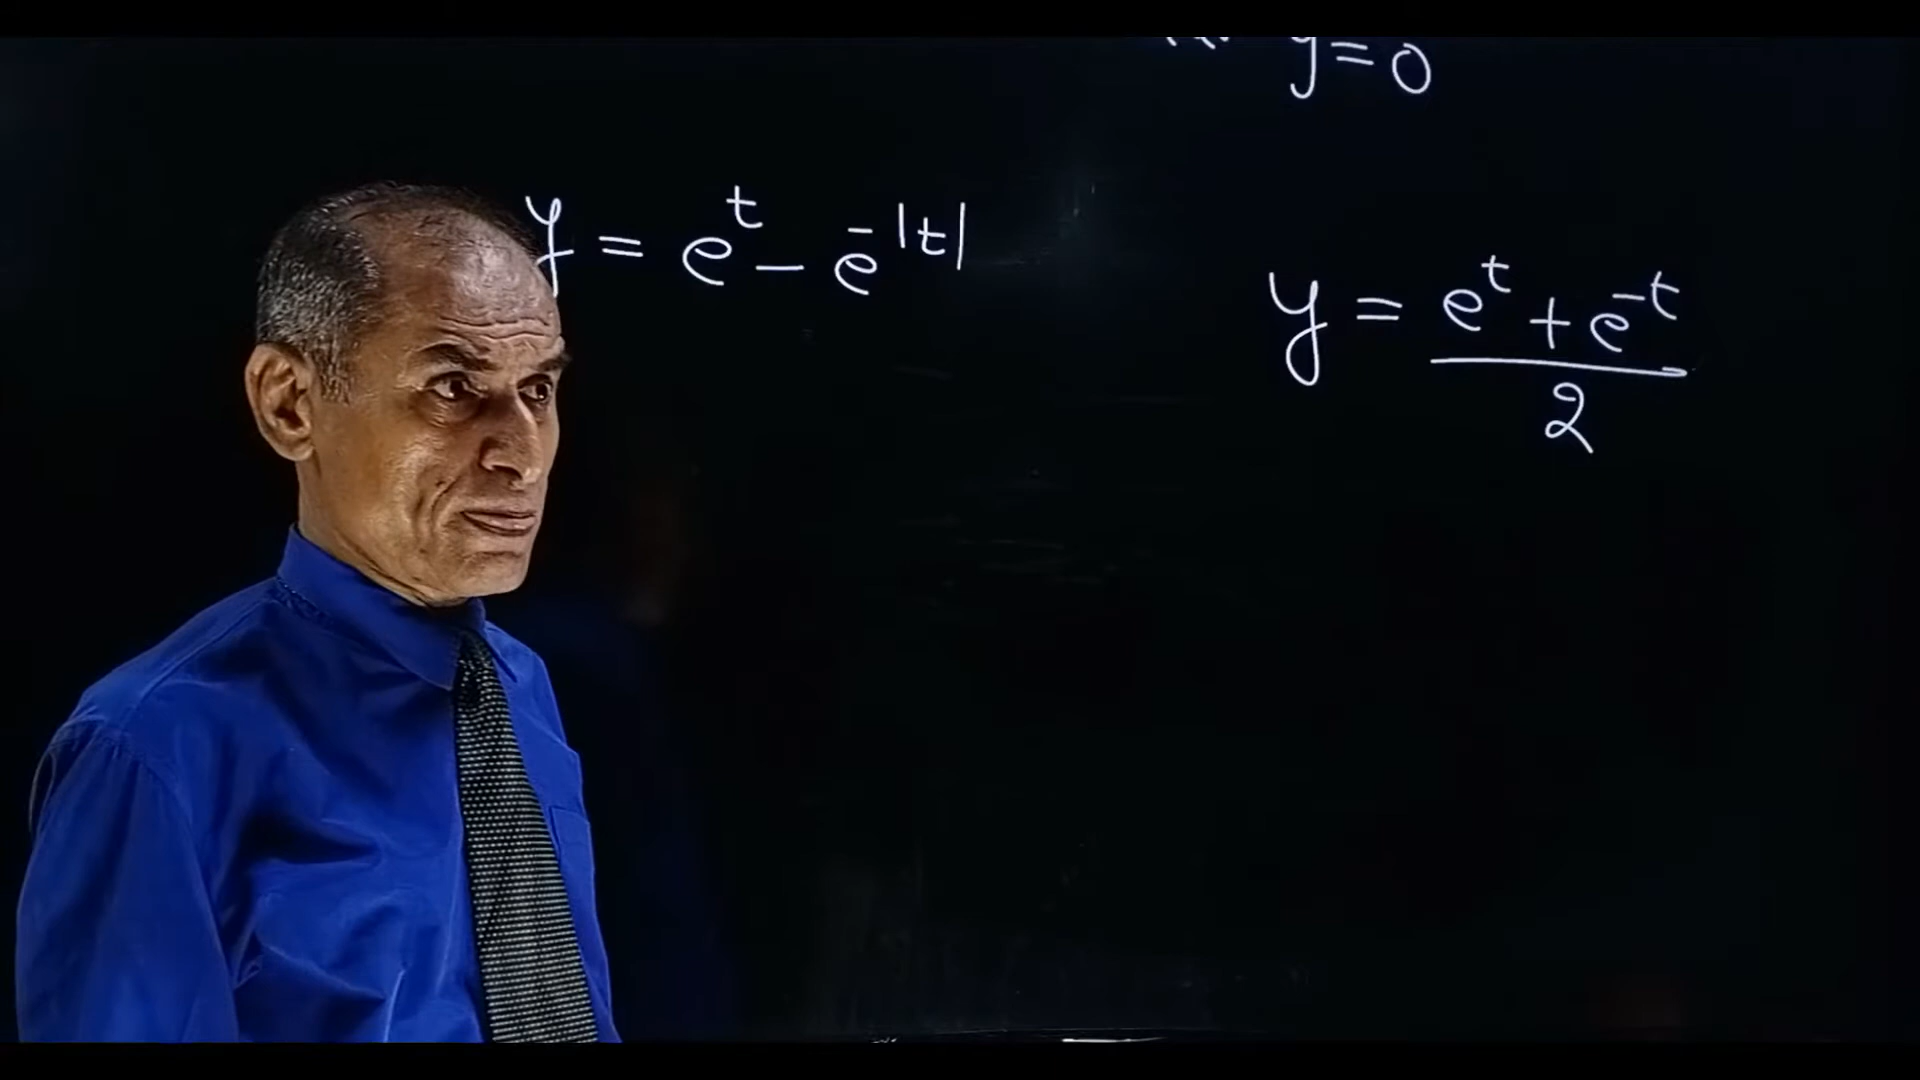 y = 0
y = e^t - e^-|t|
y = e^t + e^-t
2